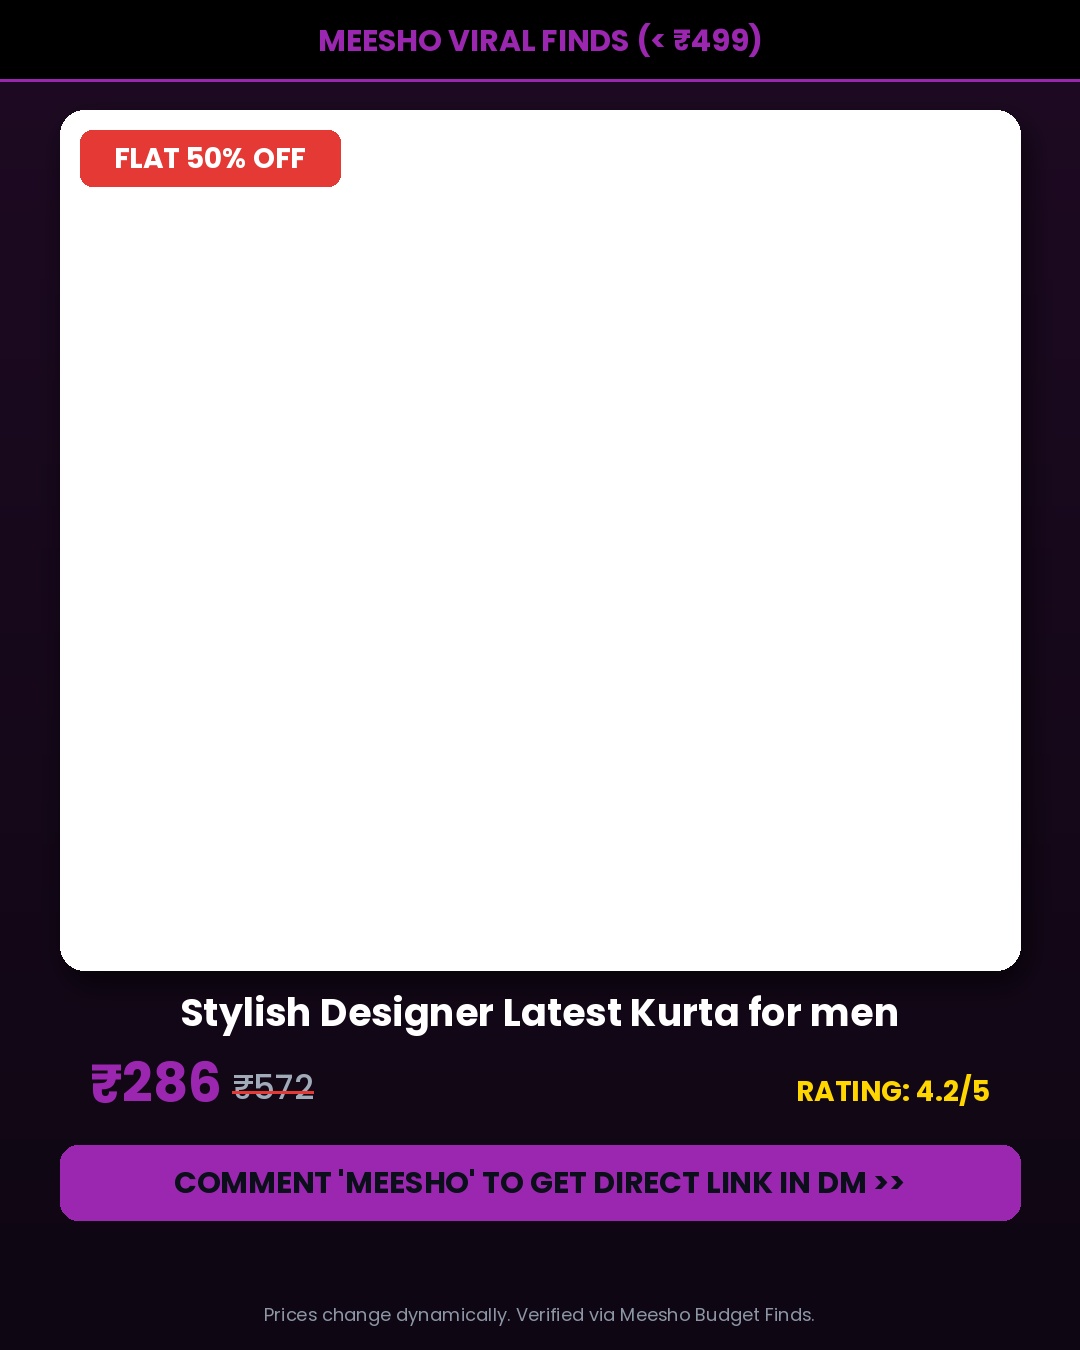 MEESHO VIRAL FINDS (< ₹499)
FLAT 50% OFF
Stylish Designer Latest Kurta for men
₹286 ₹572
RATING: 4.2/5
COMMENT 'MEESHO' TO GET DIRECT LINK IN DM >>
Prices change dynamically. Verified via Meesho Budget Finds.